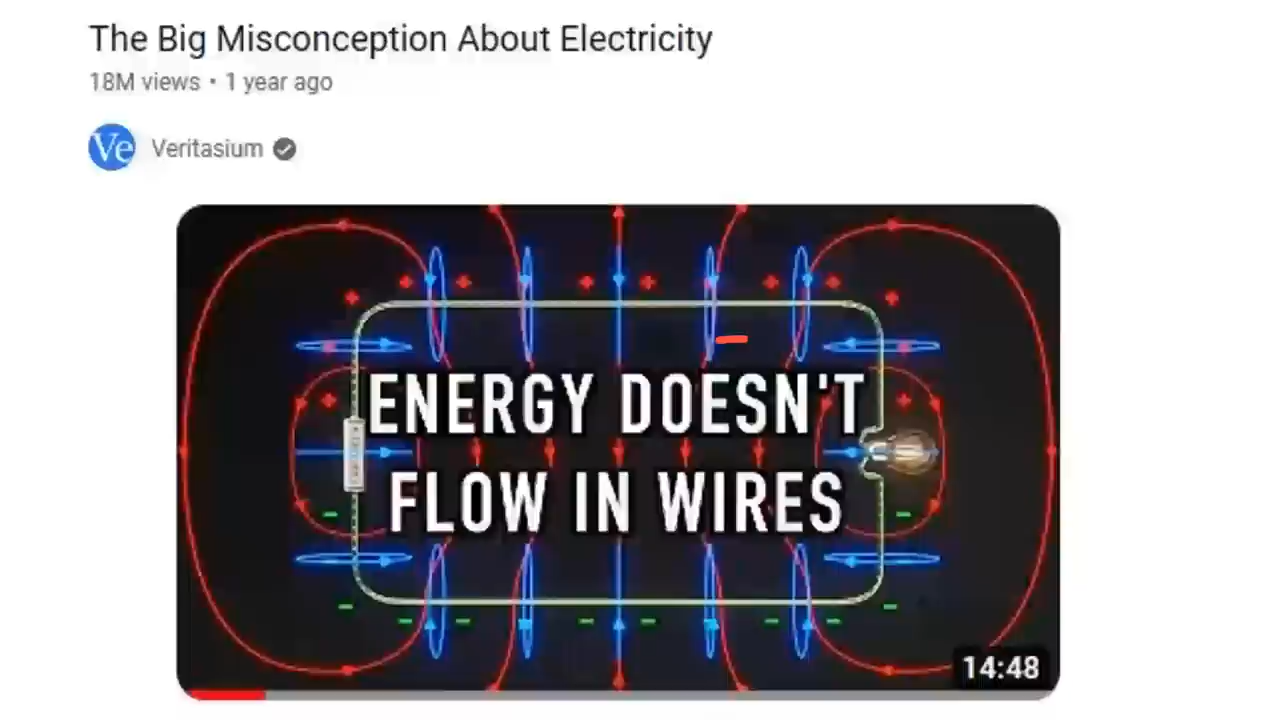 The Big Misconception About Electricity
18M views • 1 year ago
Ve Veritasium
ENERGY DOESN'T
FLOW IN WIRES
14:48